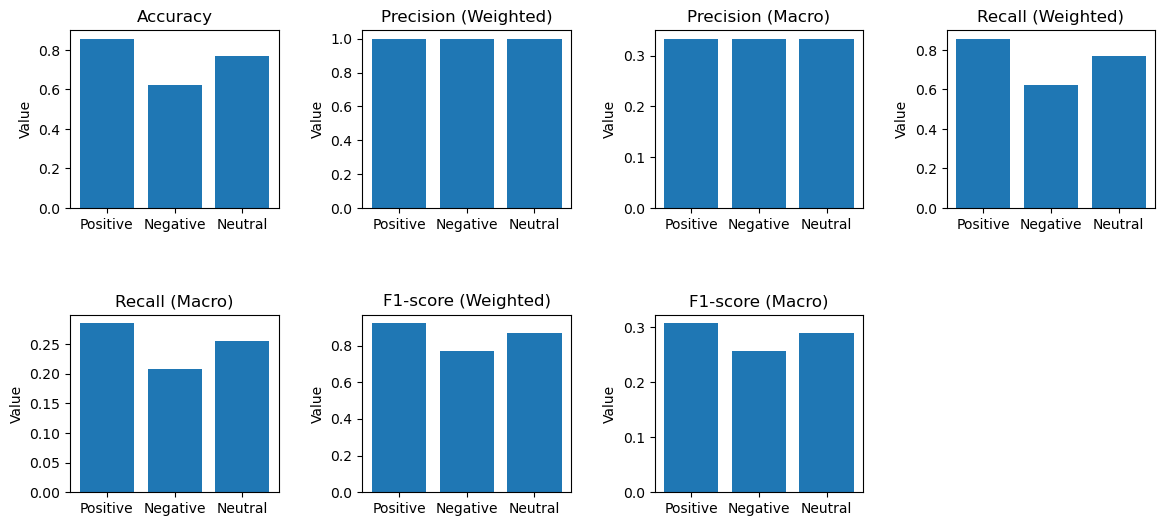 Accuracy
Value
0.8
0.6
0.4
0.2
0.0
Positive Negative Neutral
Precision (Weighted)
Value
1.0
0.8
0.6
0.4
0.2
0.0
Positive Negative Neutral
Precision (Macro)
Value
0.3
0.2
0.1
0.0
Positive Negative Neutral
Recall (Weighted)
Value
0.8
0.6
0.4
0.2
0.0
Positive Negative Neutral
Recall (Macro)
Value
0.25
0.20
0.15
0.10
0.05
0.00
Positive Negative Neutral
F1-score (Weighted)
Value
0.8
0.6
0.4
0.2
0.0
Positive Negative Neutral
F1-score (Macro)
Value
0.3
0.2
0.1
0.0
Positive Negative Neutral